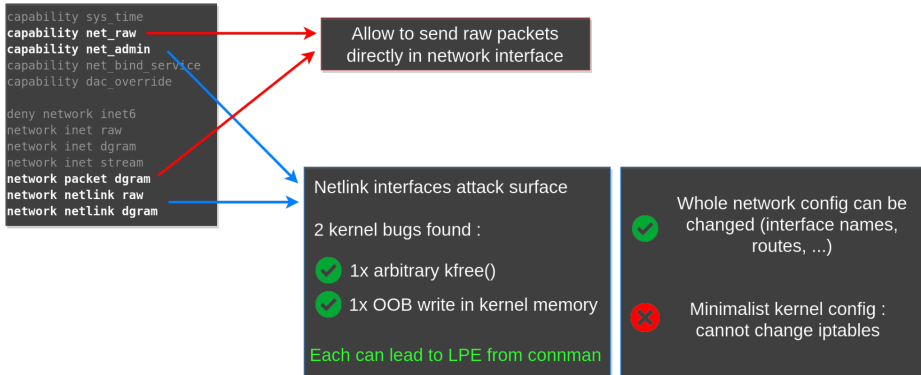 capability sys_time
capability net_raw
capability net_admin
capability net_bind_service
capability dac_override
deny network inet6
network inet raw
network inet dgram
network inet stream
network packet dgram
network netlink raw
network netlink dgram
Allow to send raw packets
directly in network interface
Netlink interfaces attack surface
2 kernel bugs found :
1x arbitrary kfree()
1x OOB write in kernel memory
Each can lead to LPE from connman
Whole network config can be
changed (interface names,
routes, ...)
Minimalist kernel config :
cannot change iptables